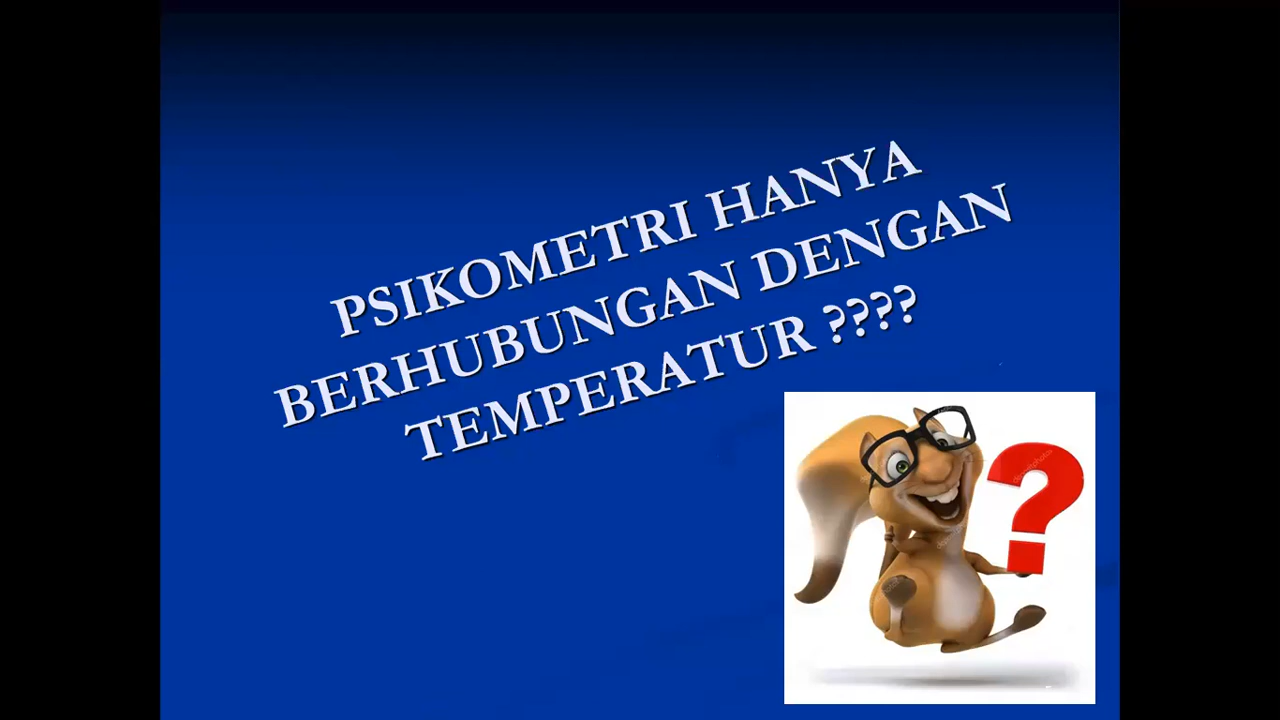 PSIKOMETRI HANYA
BERHUBUNGAN DENGAN
TEMPERATUR ????
?